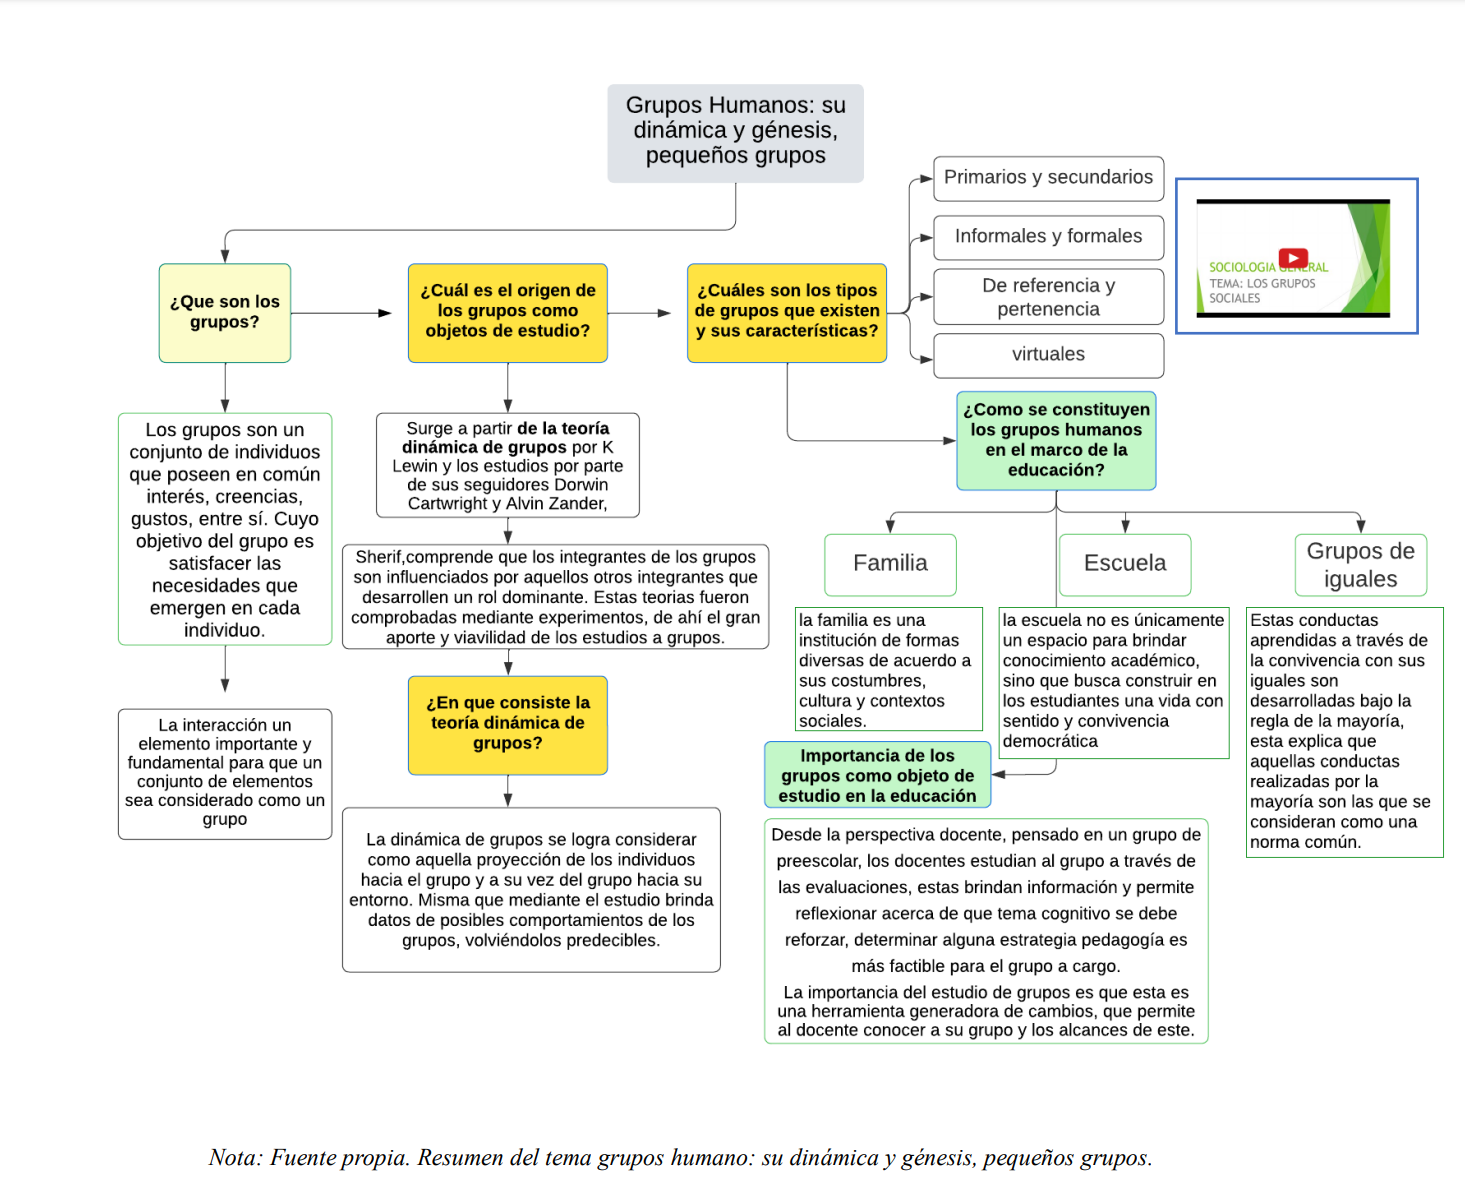 Grupos Humanos: su
dinámica y génesis,
pequeños grupos
Primarios y secundarios
Informales y formales
De referencia y
pertenencia
virtuales
SOCIOLOGIA GENERAL
TEMA: LOS GRUPOS
SOCIALES
¿Que son los
grupos?
¿Cuál es el origen de
los grupos como
objetos de estudio?
¿Cuáles son los tipos
de grupos que existen
y sus características?
Los grupos son un
conjunto de individuos
que poseen en común
interés, creencias,
gustos, entre sí. Cuyo
objetivo del grupo es
satisfacer las
necesidades que
emergen en cada
individuo.
La interacción un
elemento importante y
fundamental para que un
conjunto de elementos
sea considerado como un
grupo
Surge a partir de la teoría
dinámica de grupos por K
Lewin y los estudios por parte
de sus seguidores Dorwin
Cartwright y Alvin Zander,
Sherif,comprende que los integrantes de los grupos
son influenciados por aquellos otros integrantes que
desarrollen un rol dominante. Estas teorias fueron
comprobadas mediante experimentos, de ahí el gran
aporte y viavilidad de los estudios a grupos.
¿En que consiste la
teoría dinámica de
grupos?
La dinámica de grupos se logra considerar
como aquella proyección de los individuos
hacia el grupo y a su vez del grupo hacia su
entorno. Misma que mediante el estudio brinda
datos de posibles comportamientos de los
grupos, volviéndolos predecibles.
¿Como se constituyen
los grupos humanos
en el marco de la
educación?
Familia
Escuela
Grupos de
iguales
la familia es una
institución de formas
diversas de acuerdo a
sus costumbres,
cultura y contextos
sociales.
la escuela no es únicamente
un espacio para brindar
conocimiento académico,
sino que busca construir en
los estudiantes una vida con
sentido y convivencia
democrática
Estas conductas
aprendidas a través de
la convivencia con sus
iguales son
desarrolladas bajo la
regla de la mayoría,
esta explica que
aquellas conductas
realizadas por la
mayoría son las que se
consideran como una
norma común.
Importancia de los
grupos como objeto de
estudio en la educación
Desde la perspectiva docente, pensado en un grupo de
preescolar, los docentes estudian al grupo a través de
las evaluaciones, estas brindan información y permite
reflexionar acerca de que tema cognitivo se debe
reforzar, determinar alguna estrategia pedagogía es
más factible para el grupo a cargo.
La importancia del estudio de grupos es que esta es
una herramienta generadora de cambios, que permite
al docente conocer a su grupo y los alcances de este.
Nota: Fuente propia. Resumen del tema grupos humano: su dinámica y génesis, pequeños grupos.